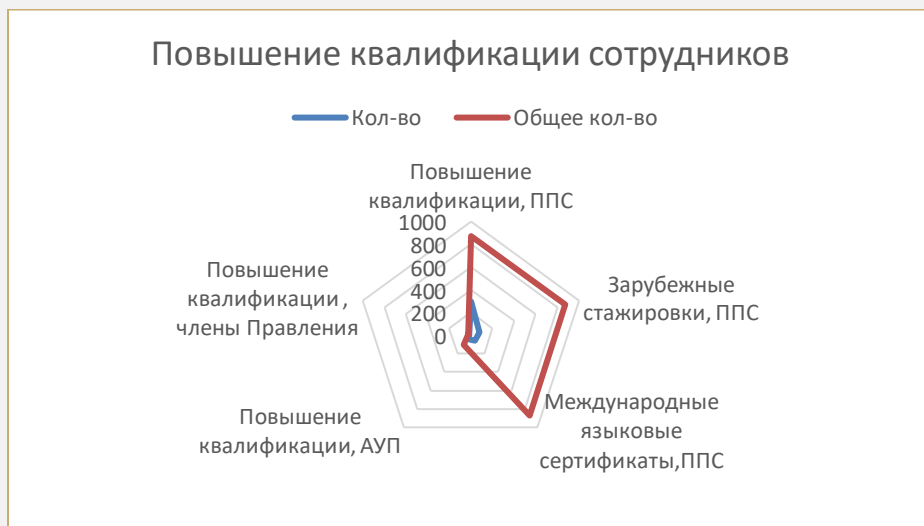 Повышение квалификации сотрудников
Кол-во
Общее кол-во
Повышение
квалификации, ППС
1000
800
600
400
200
0
Зарубежные
стажировки, ППС
Международные
языковые
сертификаты,ППС
Повышение
квалификации, АУП
Повышение
квалификации ,
члены Правления